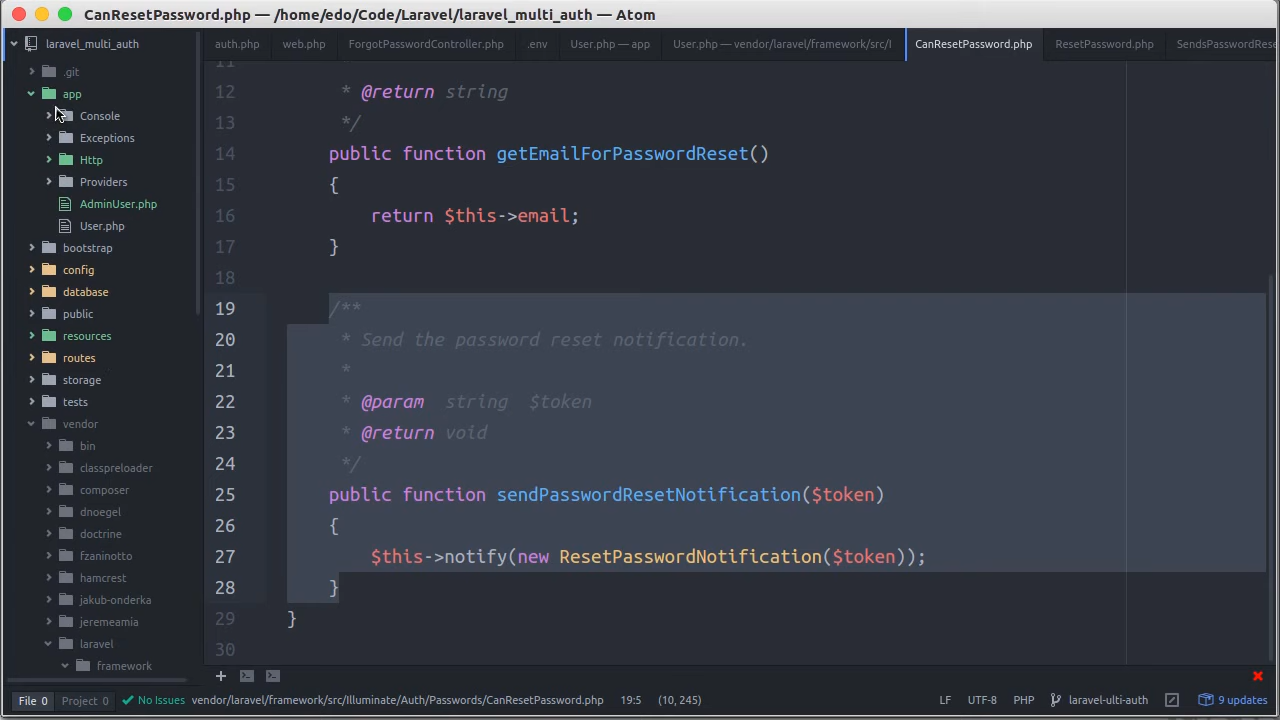 CanResetPassword.php — /home/edo/Code/Laravel/laravel_multi_auth — Atom
laravel_multi_auth
auth.php
web.php
ForgotPasswordController.php
.env
User.php — app
User.php — vendor/laravel/framework/src/I
CanResetPassword.php
ResetPassword.php
SendsPasswordRese
.git
app
Console
Exceptions
Http
Providers
AdminUser.php
User.php
bootstrap
config
database
public
resources
routes
storage
tests
vendor
bin
classpreloader
composer
dnoegel
doctrine
fzaninotto
hamcrest
jakub-onderka
jeremeamia
laravel
framework
11
12 * @return string
13 */
14 public function getEmailForPasswordReset()
15 {
16 return $this->email;
17 }
18
19 /**
20 * Send the password reset notification.
21 *
22 * @param  string  $token
23 * @return void
24 */
25 public function sendPasswordResetNotification($token)
26 {
27 $this->notify(new ResetPasswordNotification($token));
28 }
29 }
30
File 0 Project 0 No Issues vendor/laravel/framework/src/Illuminate/Auth/Passwords/CanResetPassword.php 19:5 (10, 245) LF UTF-8 PHP laravel-ulti-auth 9 updates